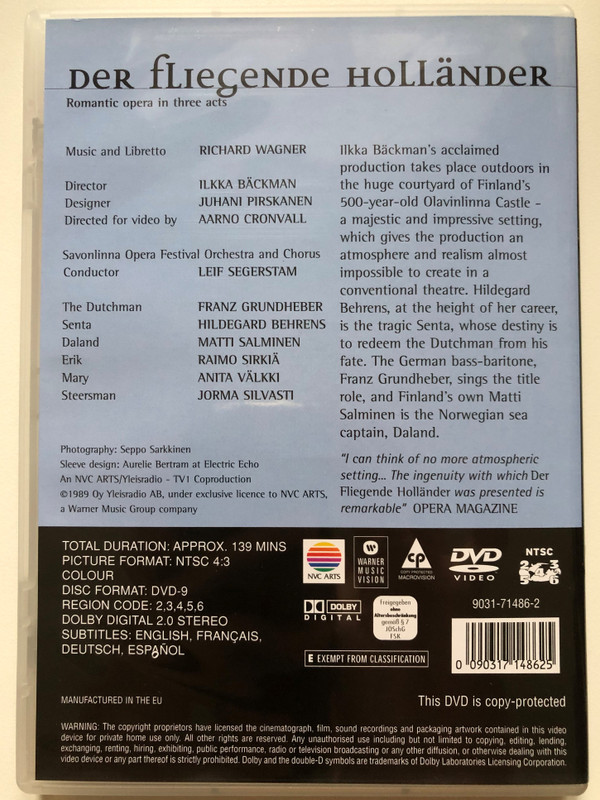 Der fliegende Holländer
Romantic opera in three acts
Music and Libretto RICHARD WAGNER
Director ILKKA BÄCKMAN
Designer JUHANI PIRSKANEN
Directed for video by AARNO CRONVALL
Savonlinna Opera Festival Orchestra and Chorus
Conductor LEIF SEGERSTAM
The Dutchman FRANZ GRUNDHEBER
Senta HILDEGARD BEHRENS
Daland MATTI SALMINEN
Erik RAIMO SIRKIÄ
Mary ANITA VÄLKKI
Steersman JORMA SILVASTI
Photography: Seppo Sarkkinen
Sleeve design: Aurelie Bertram at Electric Echo
An NVC ARTS/Yleisradio - TV1 Coproduction
©1989 Oy Yleisradio AB, under exclusive licence to NVC ARTS,
a Warner Music Group company
Ilkka Bäckman's acclaimed
production takes place outdoors in
the huge courtyard of Finland's
500-year-old Olavinlinna Castle -
a majestic and impressive setting,
which gives the production an
atmosphere and realism almost
impossible to create in a
conventional theatre. Hildegard
Behrens, at the height of her career,
is the tragic Senta, whose destiny is
to redeem the Dutchman from his
fate. The German bass-baritone,
Franz Grundheber, sings the title
role, and Finland's own Matti
Salminen is the Norwegian sea
captain, Daland.
"I can think of no more atmospheric
setting... The ingenuity with which Der
Fliegende Holländer was presented is
remarkable" OPERA MAGAZINE
TOTAL DURATION: APPROX. 139 MINS
PICTURE FORMAT: NTSC 4:3
COLOUR
DISC FORMAT: DVD-9
REGION CODE: 2,3,4,5,6
DOLBY DIGITAL 2.0 STEREO
SUBTITLES: ENGLISH, FRANÇAIS,
DEUTSCH, ESPAÑOL
NVC ARTS
WARNER
MUSIC
VISION
CP
COPY PROTECTED
MACROVISION
DVD
VIDEO
NTSC
2 3
4 5 6
DOLBY
DIGITAL
Freigegeben
ohne
Altersbeschränkung
gemäß § 7
JÖSchG
FSK
E EXEMPT FROM CLASSIFICATION
9031-71486-2
0 090317 148625
MANUFACTURED IN THE EU
This DVD is copy-protected
WARNING: The copyright proprietors have licensed the cinematograph, film, sound recordings and packaging artwork contained in this video
device for private home use only. All other rights are reserved. Any unauthorised use including but not limited to copying, editing, lending,
exchanging, renting, hiring, exhibiting, public performance, radio or television broadcasting or any other diffusion, or otherwise dealing with this
video device or any part thereof is strictly prohibited. Dolby and the double-D symbols are trademarks of Dolby Laboratories Licensing Corporation.